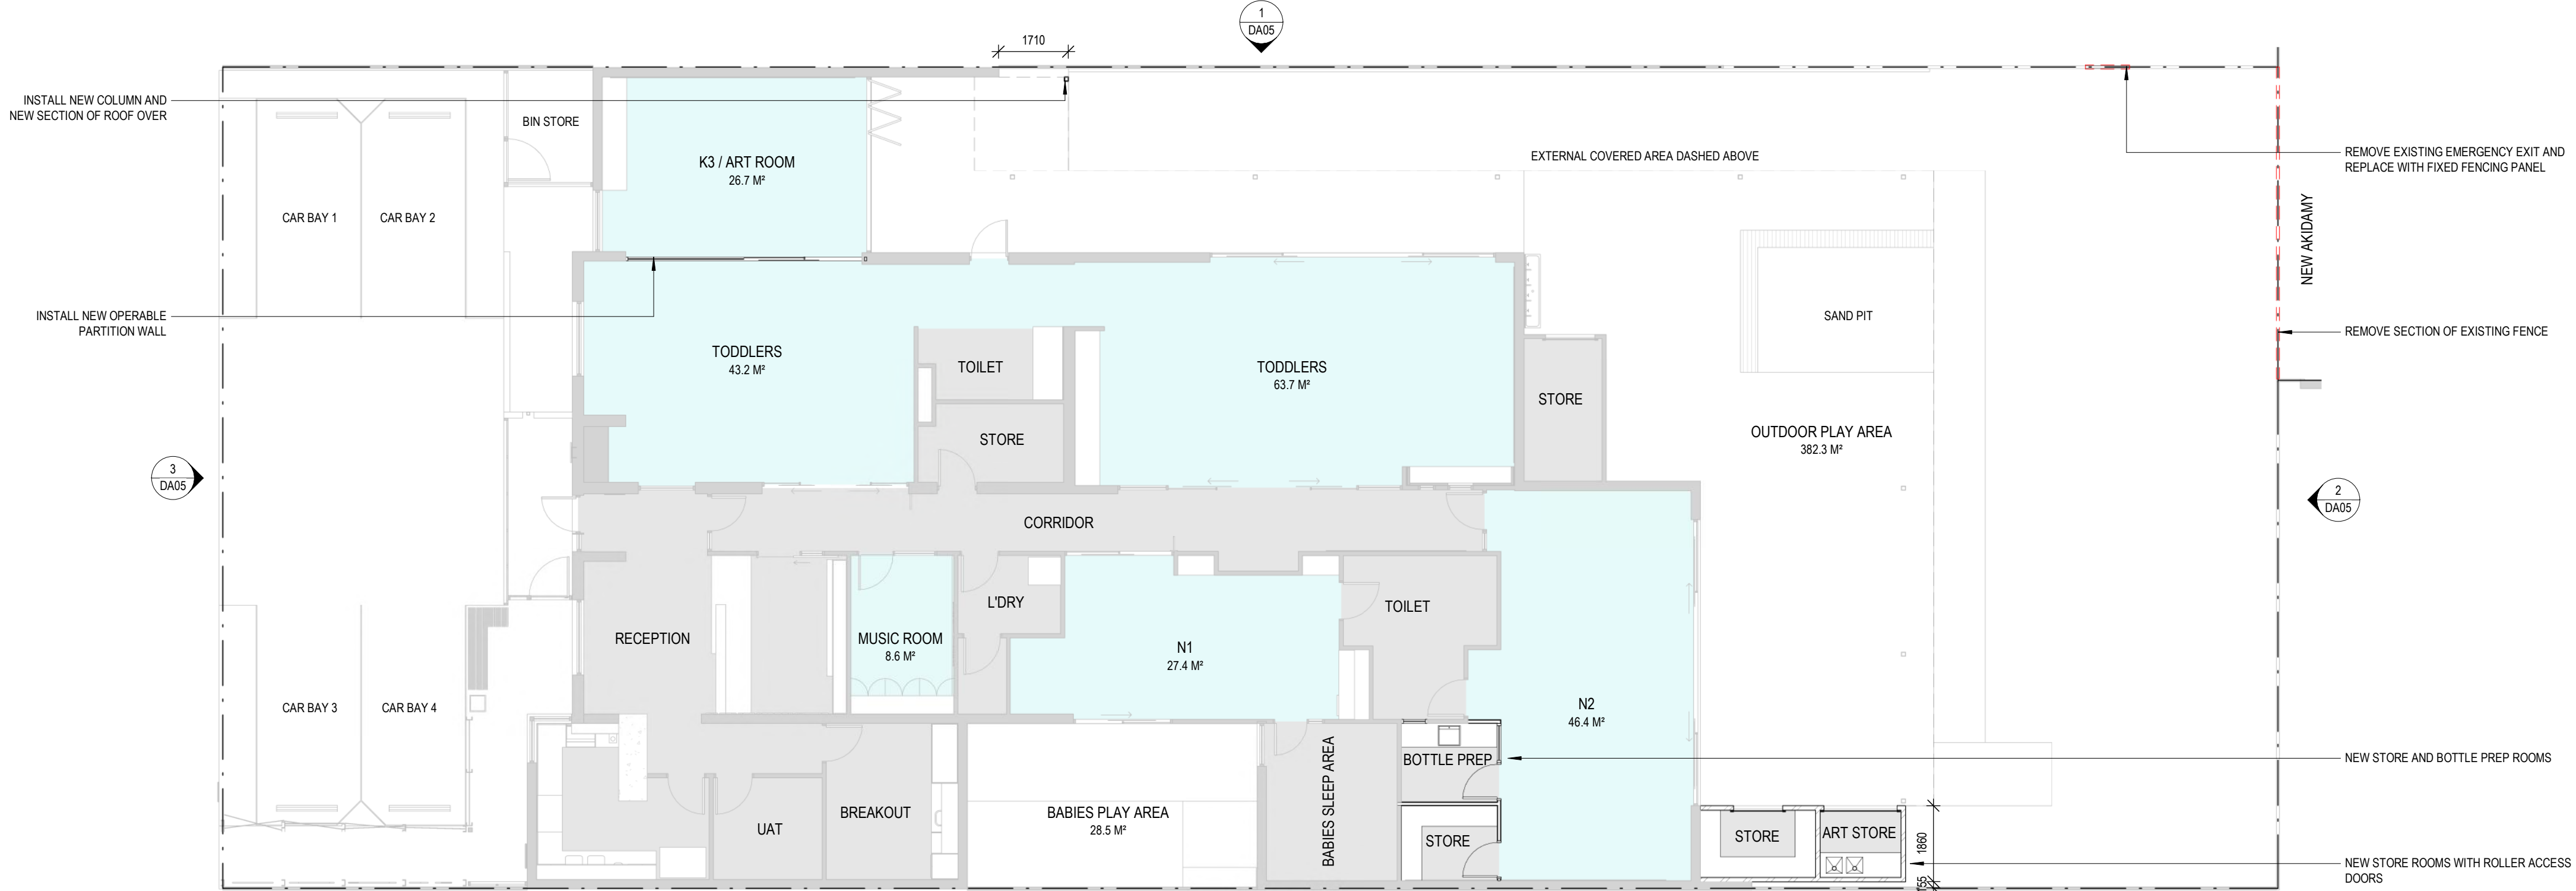 1
DA05
1710
INSTALL NEW COLUMN AND
NEW SECTION OF ROOF OVER
BIN STORE
K3 / ART ROOM
26.7 M²
EXTERNAL COVERED AREA DASHED ABOVE
REMOVE EXISTING EMERGENCY EXIT AND
REPLACE WITH FIXED FENCING PANEL
CAR BAY 1
CAR BAY 2
NEW AKIDAMY
INSTALL NEW OPERABLE
PARTITION WALL
SAND PIT
REMOVE SECTION OF EXISTING FENCE
TODDLERS
43.2 M²
TOILET
TODDLERS
63.7 M²
STORE
STORE
OUTDOOR PLAY AREA
382.3 M²
3
DA05
2
DA05
CORRIDOR
L'DRY
TOILET
RECEPTION
MUSIC ROOM
8.6 M²
N1
27.4 M²
CAR BAY 3
CAR BAY 4
N2
46.4 M²
BOTTLE PREP
NEW STORE AND BOTTLE PREP ROOMS
BABIES SLEEP AREA
BREAKOUT
BABIES PLAY AREA
28.5 M²
UAT
STORE
STORE
ART STORE
1860
155
NEW STORE ROOMS WITH ROLLER ACCESS
DOORS